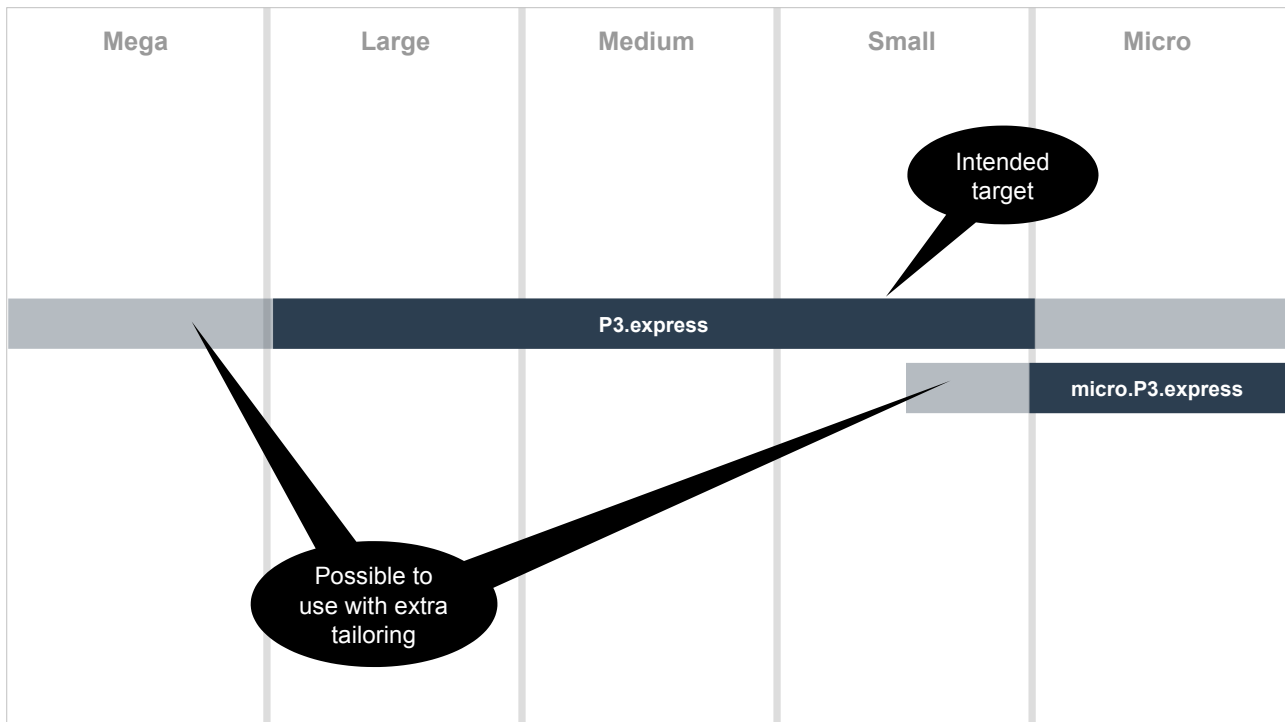 Mega
Large
Medium
Small
Micro
Intended
target
P3.express
micro.P3.express
Possible to
use with extra
tailoring